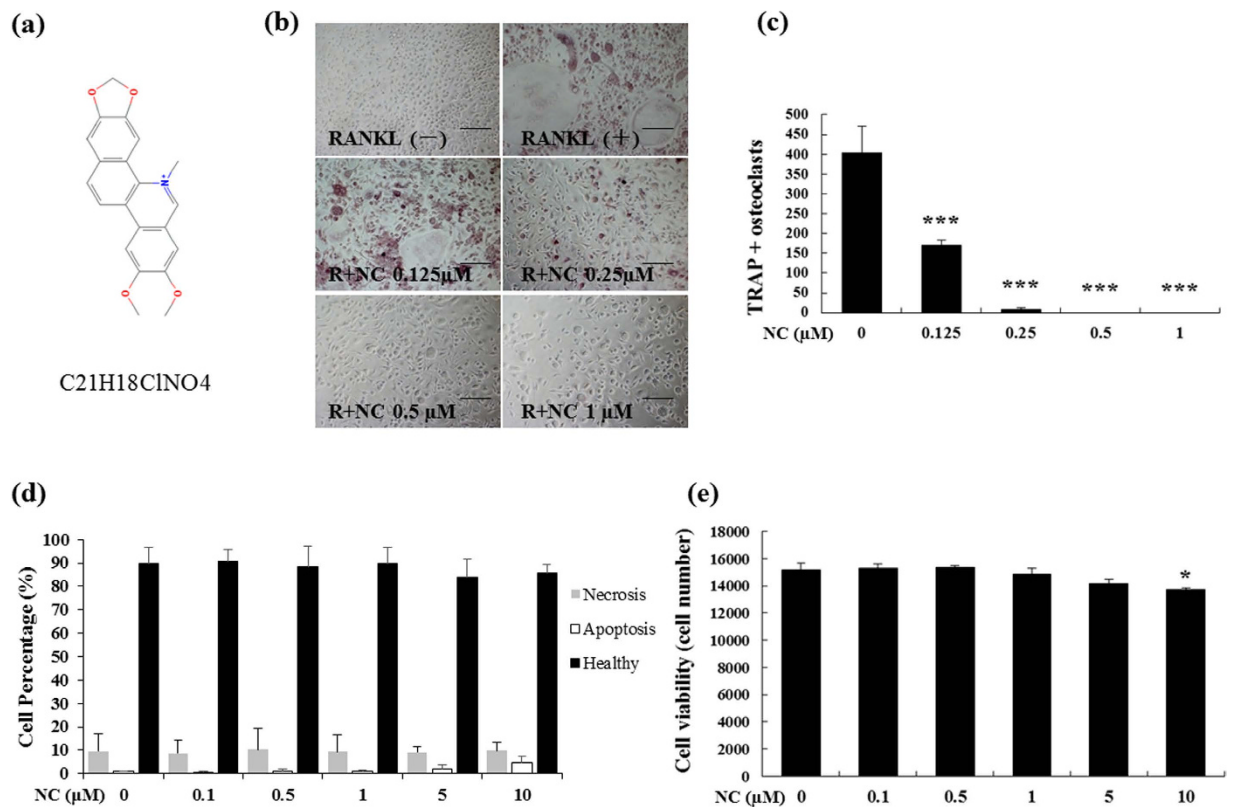 (a)
O O
N+
O O
C21H18ClNO4
(b)
RANKL (—) RANKL (+)
R+NC 0.125μM R+NC 0.25μM
R+NC 0.5 μM R+NC 1 μM
(c)
TRAP + osteoclasts
500
450
400
350
300
250
200
150
100
50
0
*** *** *** ***
NC (μM) 0 0.125 0.25 0.5 1
(d)
Cell Percentage (%)
100
90
80
70
60
50
40
30
20
10
0
Necrosis
Apoptosis
Healthy
NC (μM) 0 0.1 0.5 1 5 10
(e)
Cell viability (cell number)
18000
16000
14000
12000
10000
8000
6000
4000
2000
0
*
NC (μM) 0 0.1 0.5 1 5 10